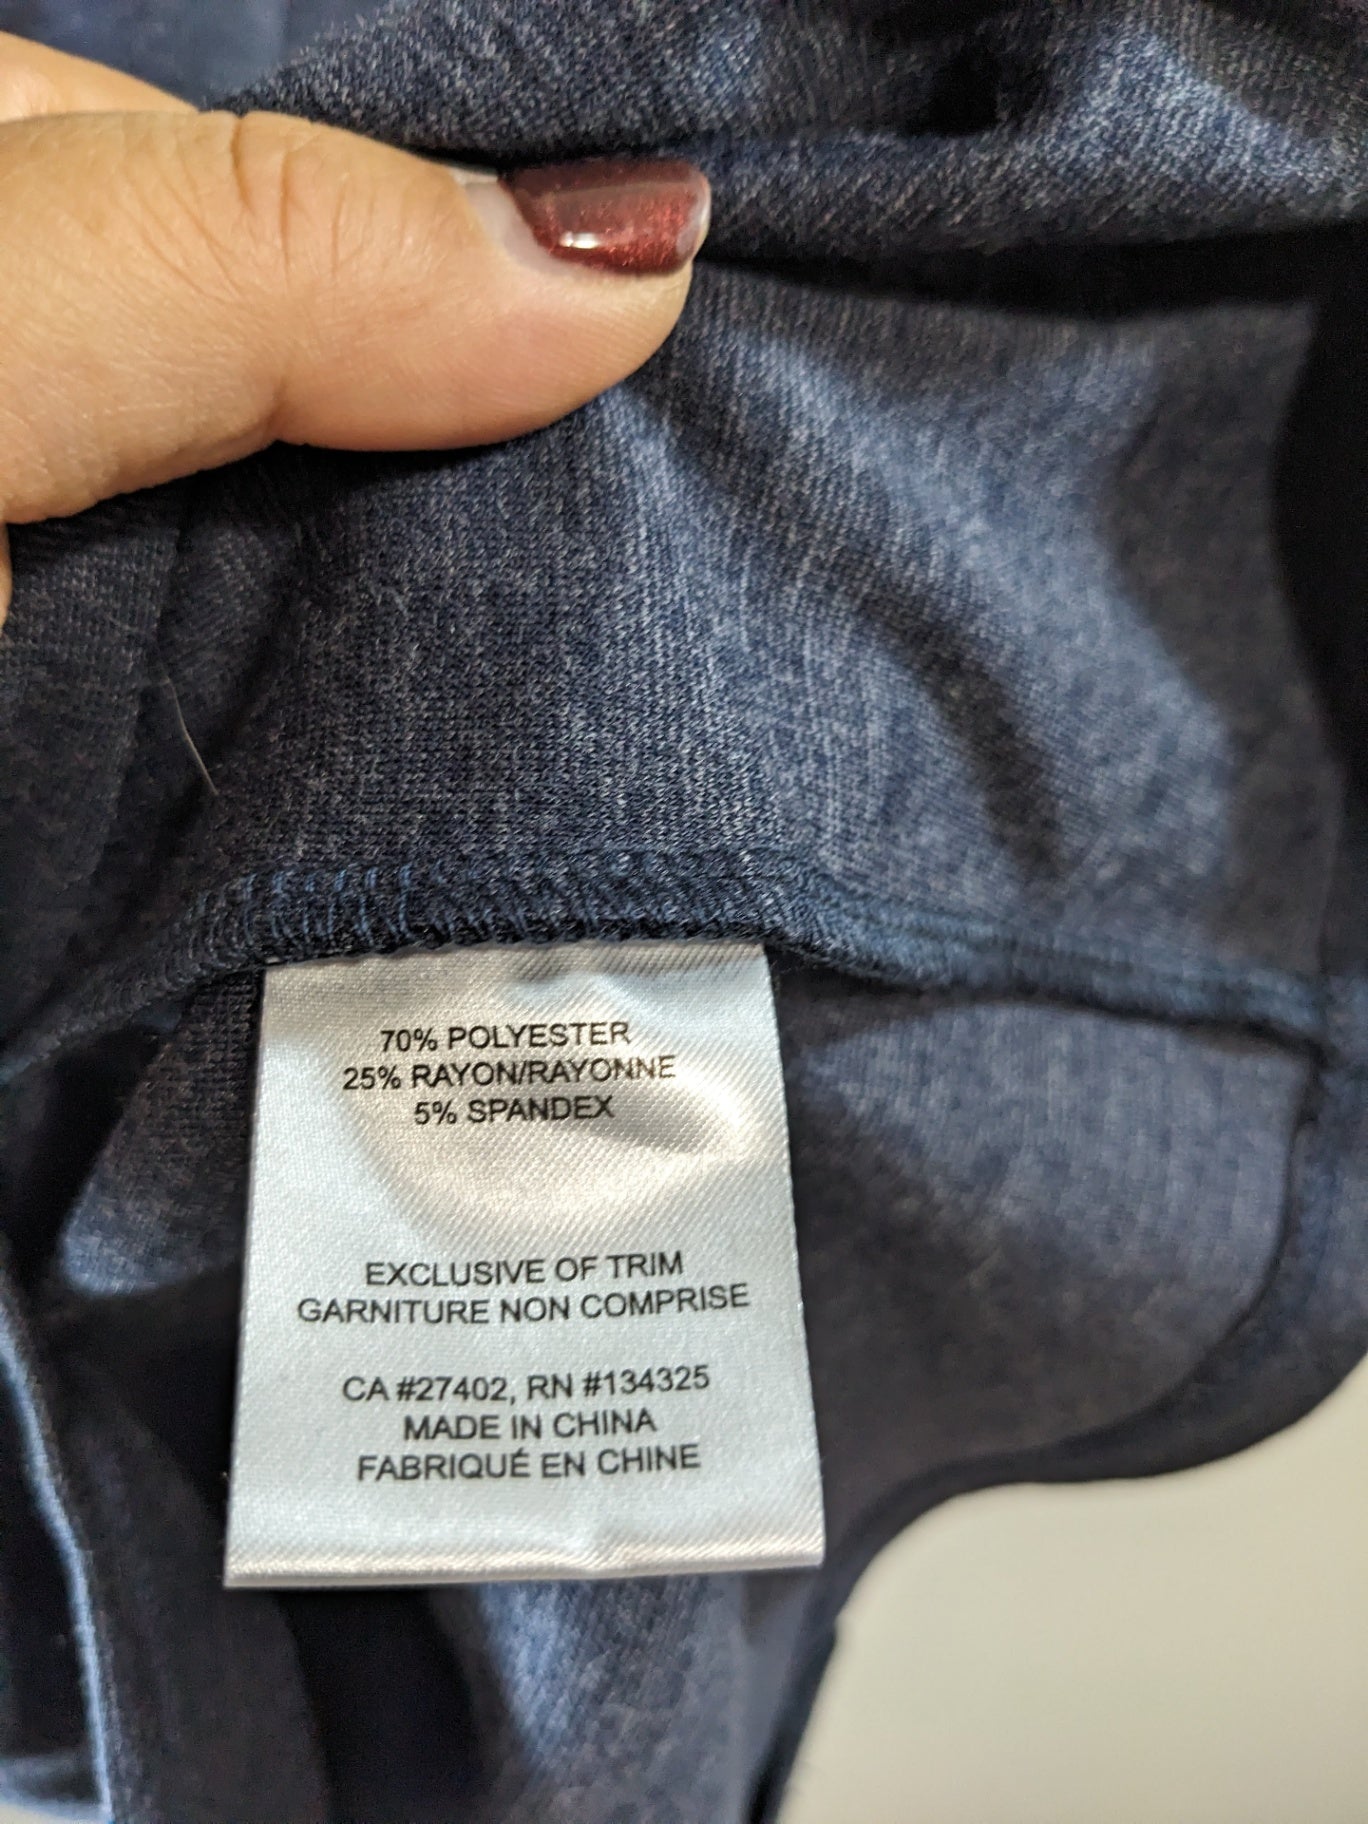 70% POLYESTER
25% RAYON/RAYONNE
5% SPANDEX
EXCLUSIVE OF TRIM
GARNITURE NON COMPRISE
CA #27402, RN #134325
MADE IN CHINA
FABRIQUÉ EN CHINE